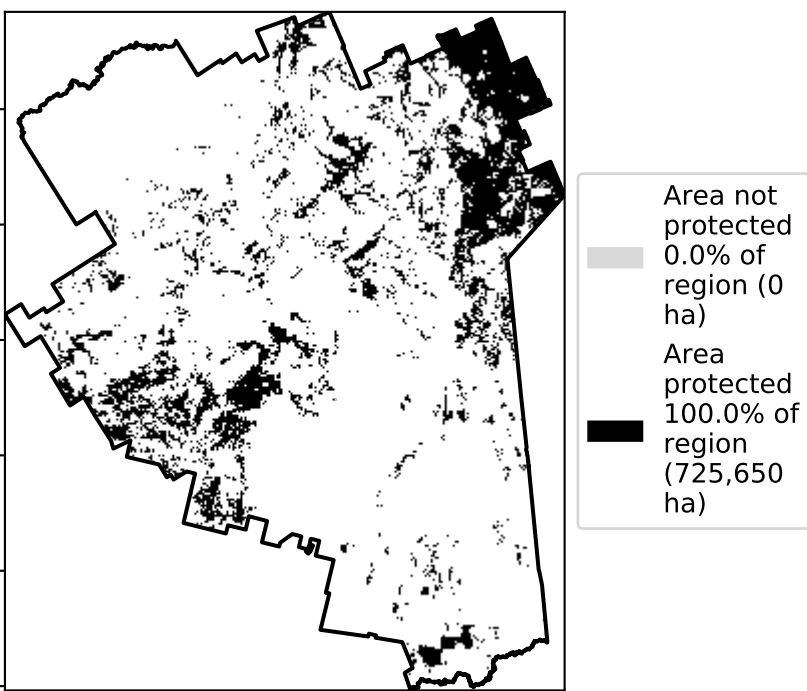 Area not
protected
0.0% of
region (0
ha)
Area
protected
100.0% of
region
(725,650
ha)